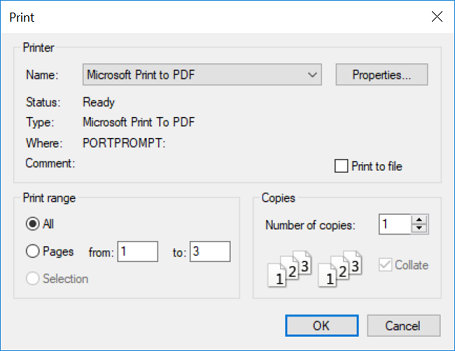 Print
Printer
Name: Microsoft Print to PDF Properties...
Status: Ready
Type: Microsoft Print To PDF
Where: PORTPROMPT:
Comment: Print to file
Print range
All
Pages from: 1 to: 3
Selection
Copies
Number of copies: 1
1 2 3 1 2 3 Collate
OK Cancel